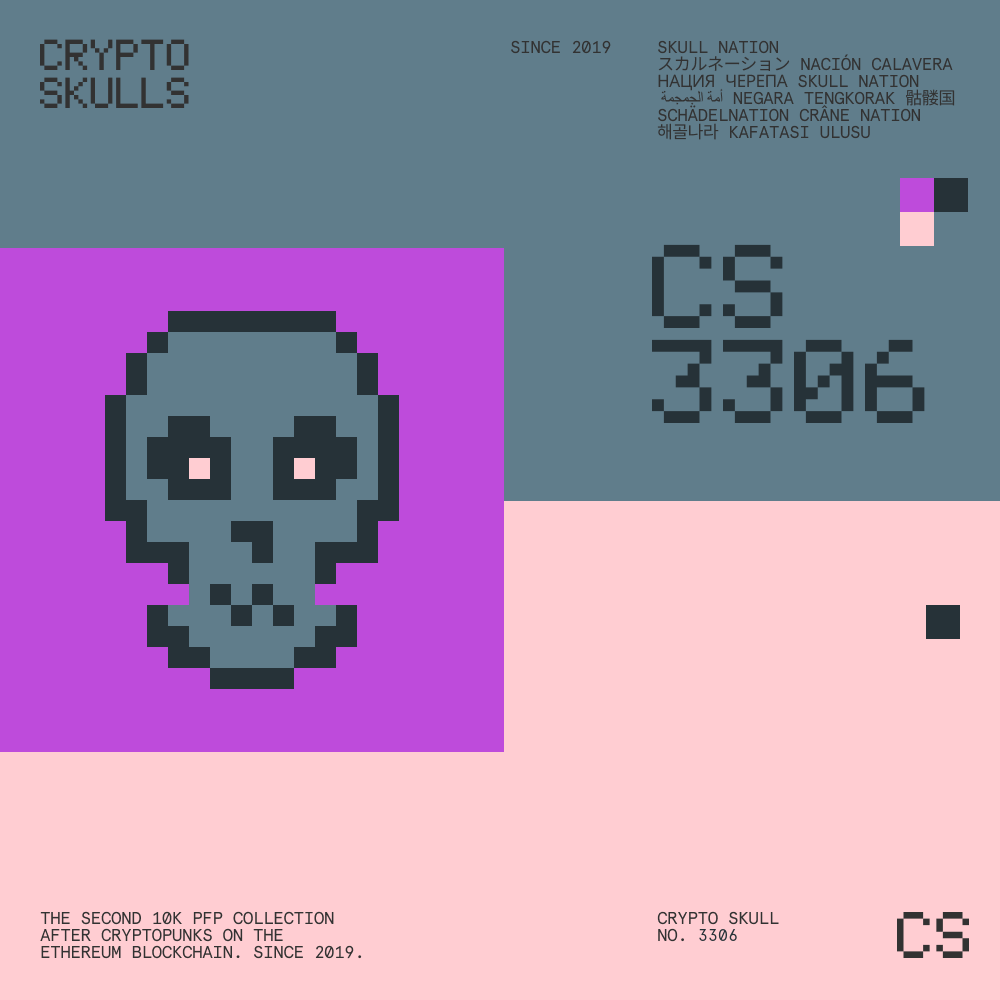 CRYPTO
SKULLS
SINCE 2019
SKULL NATION
スカルネーション NACIÓN CALAVERA
НАЦИЯ ЧЕРЕПА SKULL NATION
أمة الجمجمة NEGARA TENGKORAK 骷髅国
SCHÄDELNATION CRÂNE NATION
해골나라 KAFATASI ULUSU
CS
3306
THE SECOND 10K PFP COLLECTION
AFTER CRYPTOPUNKS ON THE
ETHEREUM BLOCKCHAIN. SINCE 2019.
CRYPTO SKULL
NO. 3306
CS